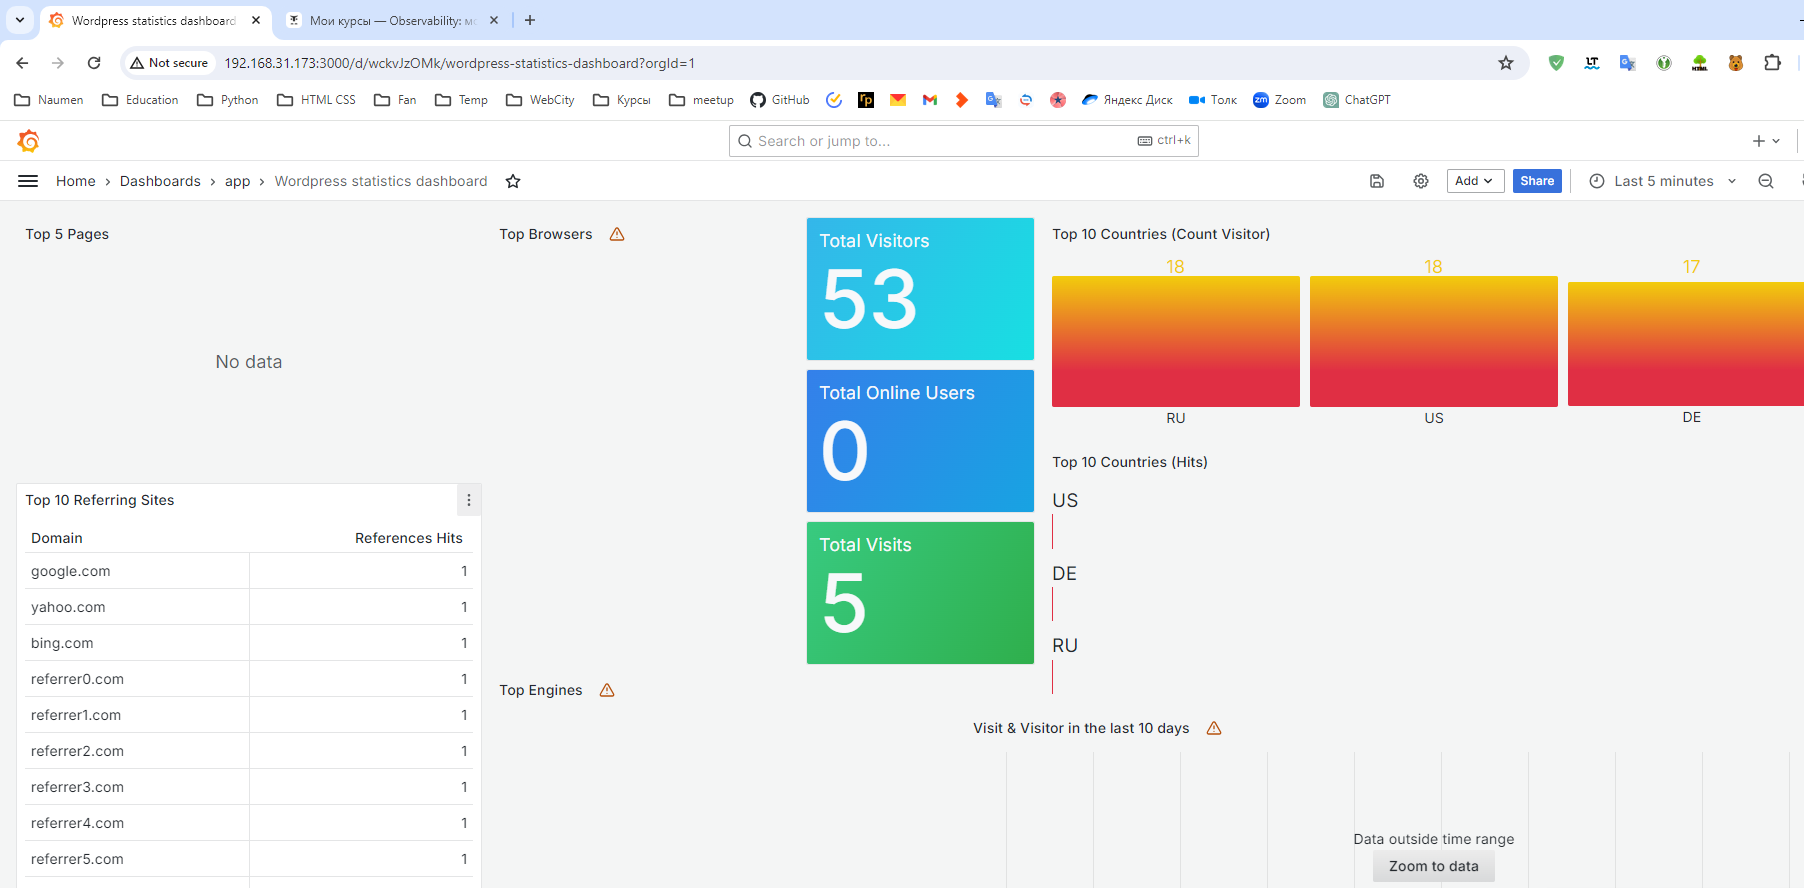 Wordpress statistics dashboard
Мои курсы — Observability: мо
Not secure
192.168.31.173:3000/d/wckvJzOMk/wordpress-statistics-dashboard?orgId=1
Naumen
Education
Python
HTML CSS
Fan
Temp
WebCity
Курсы
meetup
GitHub
Яндекс Диск
Толк
Zoom
ChatGPT
Search or jump to...
ctrl+k
Home › Dashboards › app › Wordpress statistics dashboard
Add
Share
Last 5 minutes
Top 5 Pages
No data
Top 10 Referring Sites
Domain References Hits
google.com 1
yahoo.com 1
bing.com 1
referrer0.com 1
referrer1.com 1
referrer2.com 1
referrer3.com 1
referrer4.com 1
referrer5.com 1
Top Browsers
Top Engines
Total Visitors
53
Total Online Users
0
Total Visits
5
Top 10 Countries (Count Visitor)
18 18 17
RU US DE
Top 10 Countries (Hits)
US
DE
RU
Visit & Visitor in the last 10 days
Data outside time range
Zoom to data